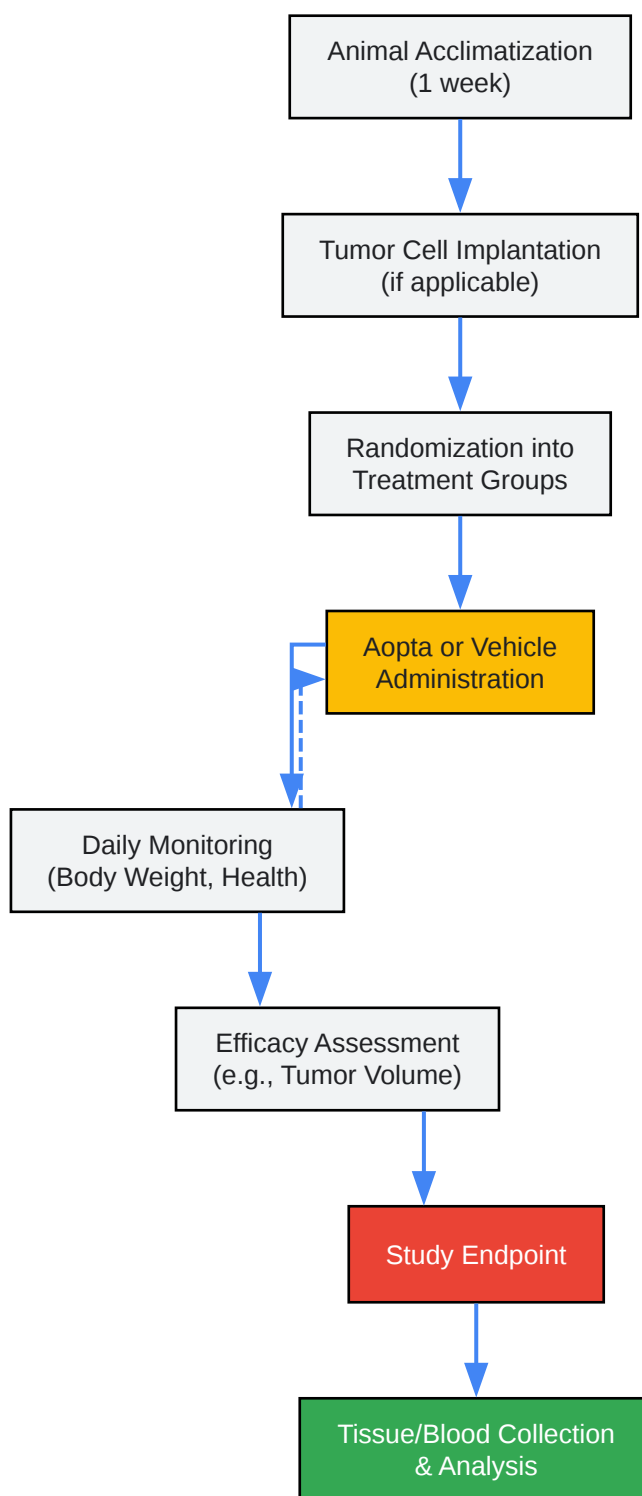 Animal Acclimatization
(1 week)
Tumor Cell Implantation
(if applicable)
Randomization into
Treatment Groups
Aopta or Vehicle
Administration
Daily Monitoring
(Body Weight, Health)
Efficacy Assessment
(e.g., Tumor Volume)
Study Endpoint
Tissue/Blood Collection
& Analysis